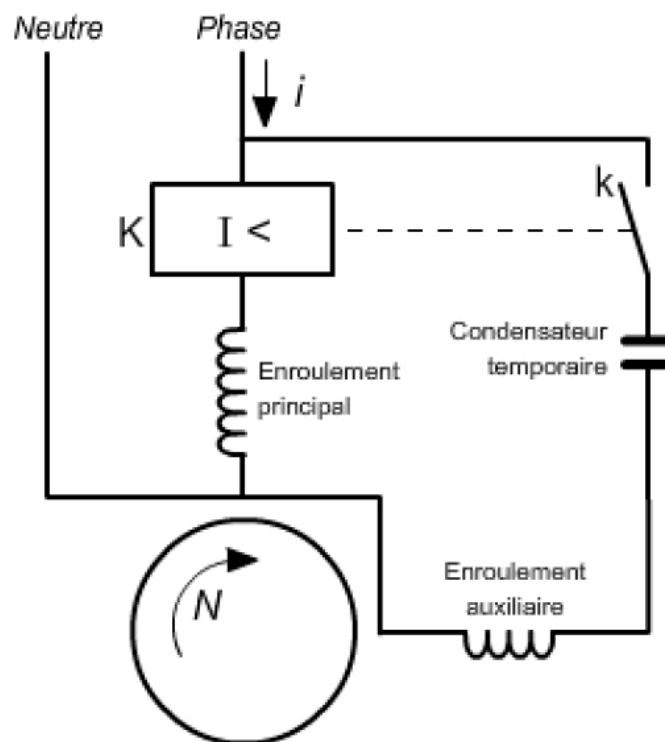 Neutre
Phase
i
K
I <
k
Condensateur
temporaire
Enroulement
principal
Enroulement
auxiliaire
N